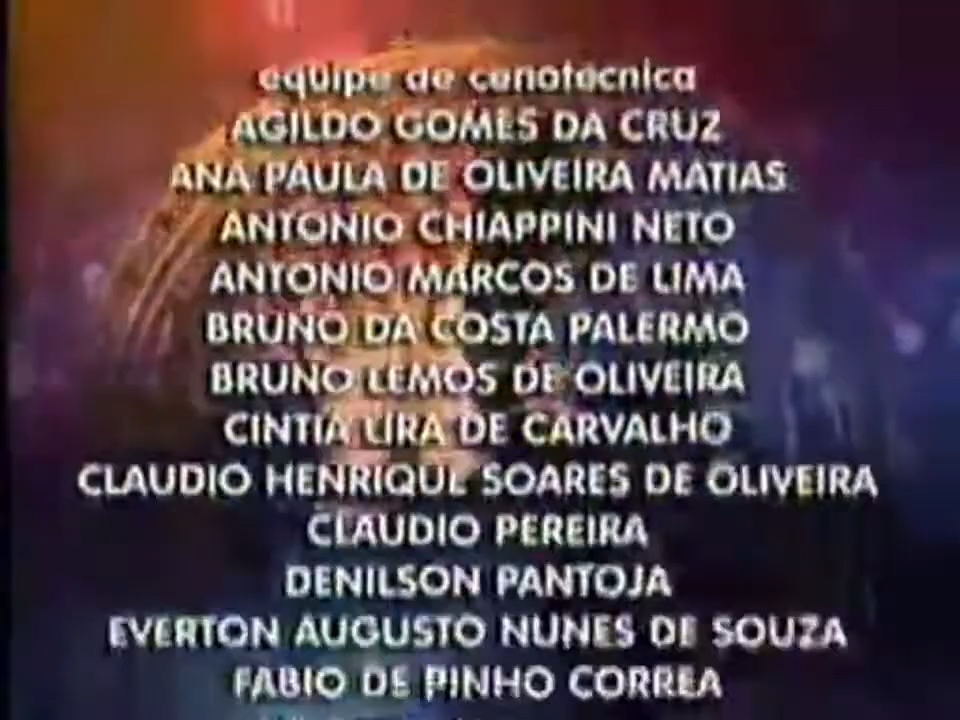 equipe de cenotécnica
AGILDO GOMES DA CRUZ
ANA PAULA DE OLIVEIRA MATIAS
ANTONIO CHIAPPINI NETO
ANTONIO MARCOS DE LIMA
BRUNO DA COSTA PALERMO
BRUNO LEMOS DE OLIVEIRA
CINTIA LIRA DE CARVALHO
CLAUDIO HENRIQUE SOARES DE OLIVEIRA
CLAUDIO PEREIRA
DENILSON PANTOJA
EVERTON AUGUSTO NUNES DE SOUZA
FABIO DE PINHO CORREA